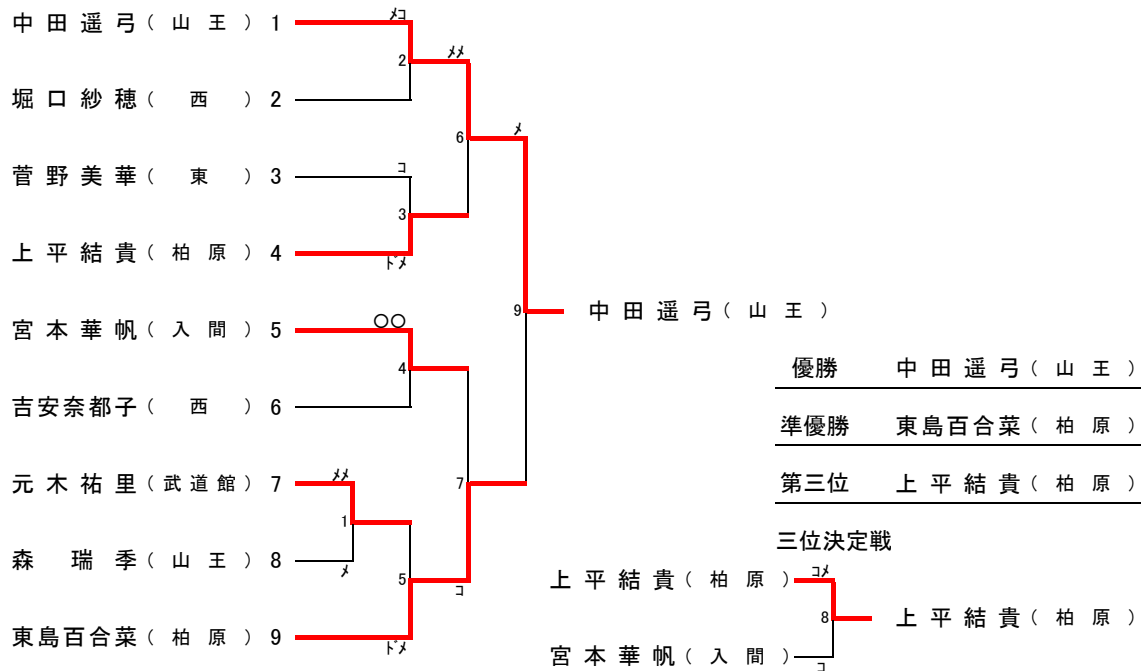 中田遥弓（山王）1 ﾒｺ
2 ﾒﾒ
堀口紗穂（西）2
6 ﾒ
菅野美華（東）3 ｺ
3
上平結貴（柏原）4 ﾄﾞﾒ
宮本華帆（入間）5 ○○
9 中田遥弓（山王）
4
吉安奈都子（西）6
優勝 中田遥弓（山王）
準優勝 東島百合菜（柏原）
元木祐里（武道館）7 ﾒﾒ
7
第三位 上平結貴（柏原）
1
三位決定戦
森瑞季（山王）8 ﾒ
5 ｺ
上平結貴（柏原） ｺﾒ
8 上平結貴（柏原）
東島百合菜（柏原）9 ﾄﾞﾒ
宮本華帆（入間） ｺ